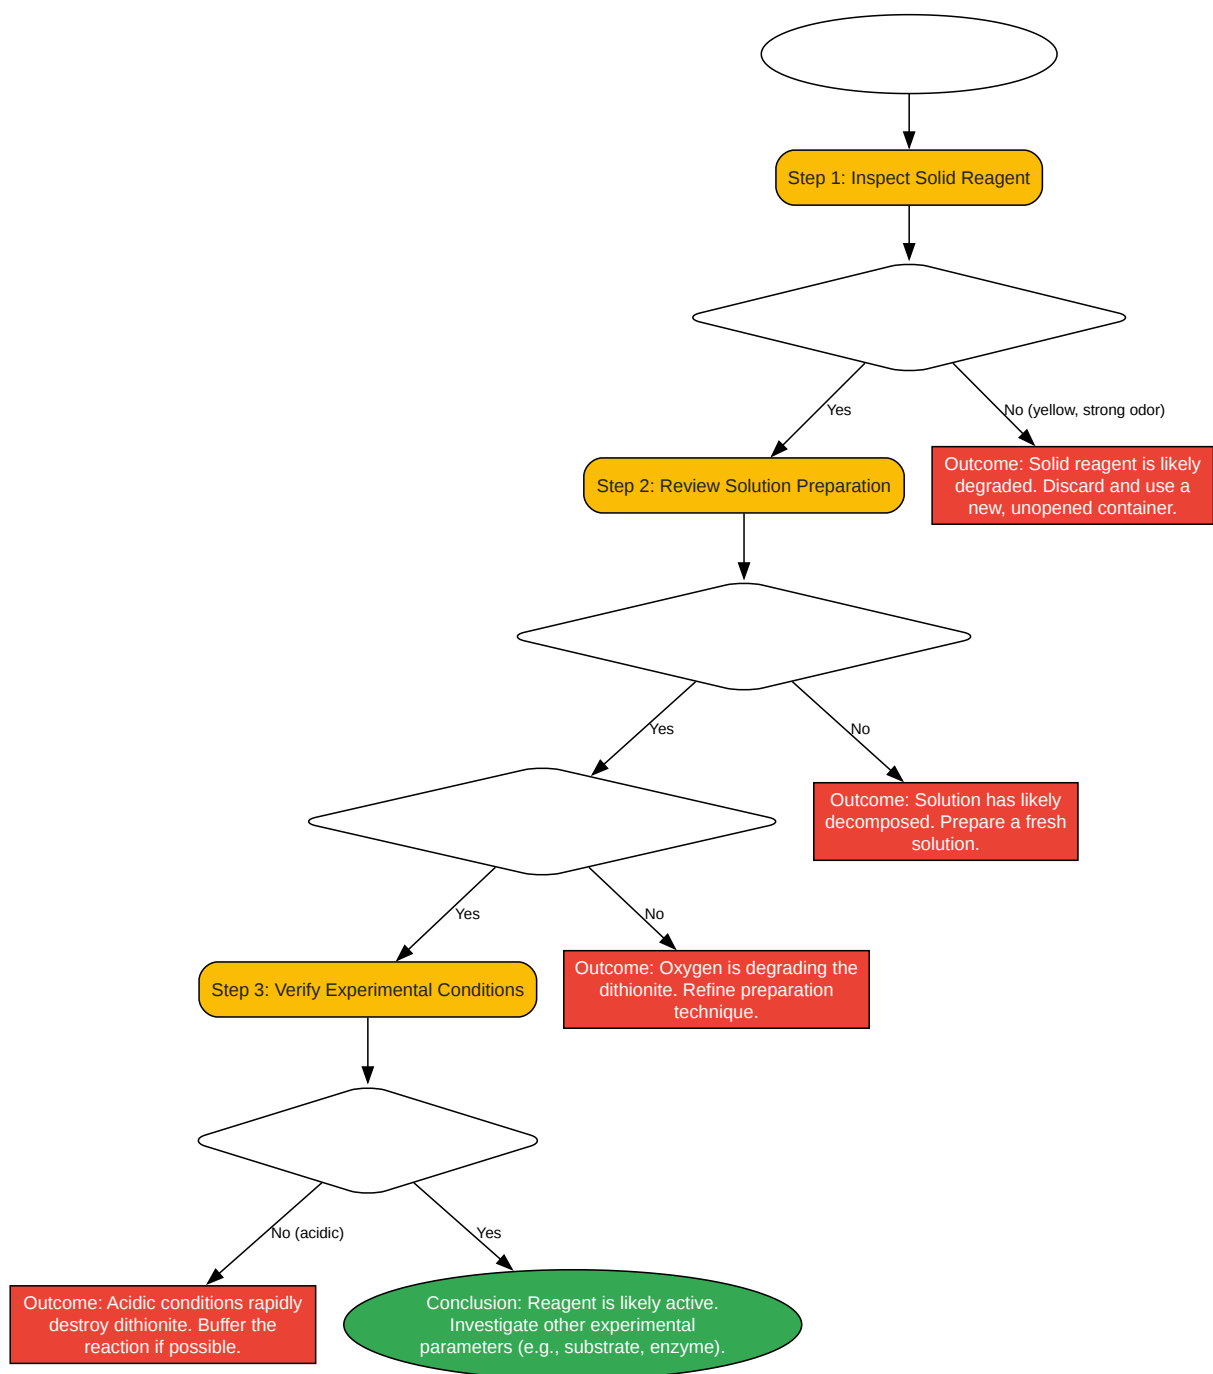 Step 1: Inspect Solid Reagent
Yes
No (yellow, strong odor)
Outcome: Solid reagent is likely
degraded. Discard and use a
new, unopened container.
Step 2: Review Solution Preparation
Yes
No
Outcome: Solution has likely
decomposed. Prepare a fresh
solution.
Yes
No
Outcome: Oxygen is degrading the
dithionite. Refine preparation
technique.
Step 3: Verify Experimental Conditions
No (acidic)
Yes
Outcome: Acidic conditions rapidly
destroy dithionite. Buffer the
reaction if possible.
Conclusion: Reagent is likely active.
Investigate other experimental
parameters (e.g., substrate, enzyme).